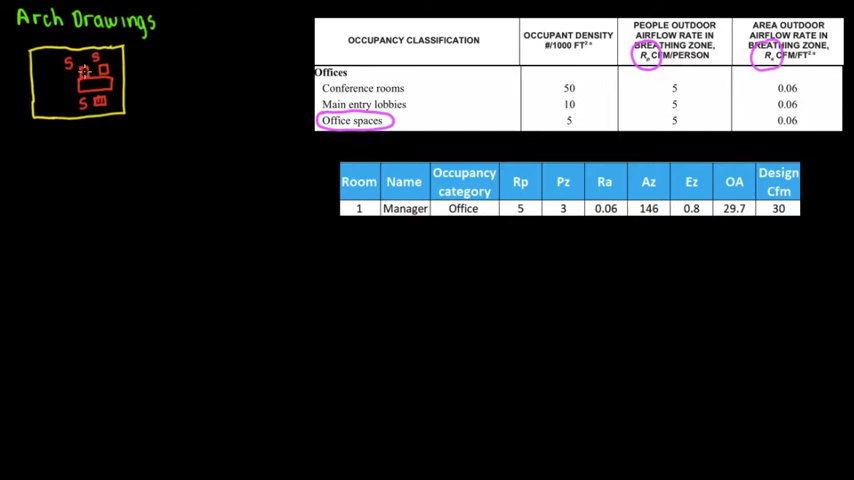 Arch Drawings
S S
S
OCCUPANCY CLASSIFICATION
OCCUPANT DENSITY
#/1000 FT² ª
PEOPLE OUTDOOR
AIRFLOW RATE IN
BREATHING ZONE,
Rp CFM/PERSON
AREA OUTDOOR
AIRFLOW RATE IN
BREATHING ZONE,
Ra CFM/FT² ª
Offices
Conference rooms 50 5 0.06
Main entry lobbies 10 5 0.06
Office spaces 5 5 0.06
Room Name Occupancy category Rp Pz Ra Az Ez OA Design Cfm
1 Manager Office 5 3 0.06 146 0.8 29.7 30